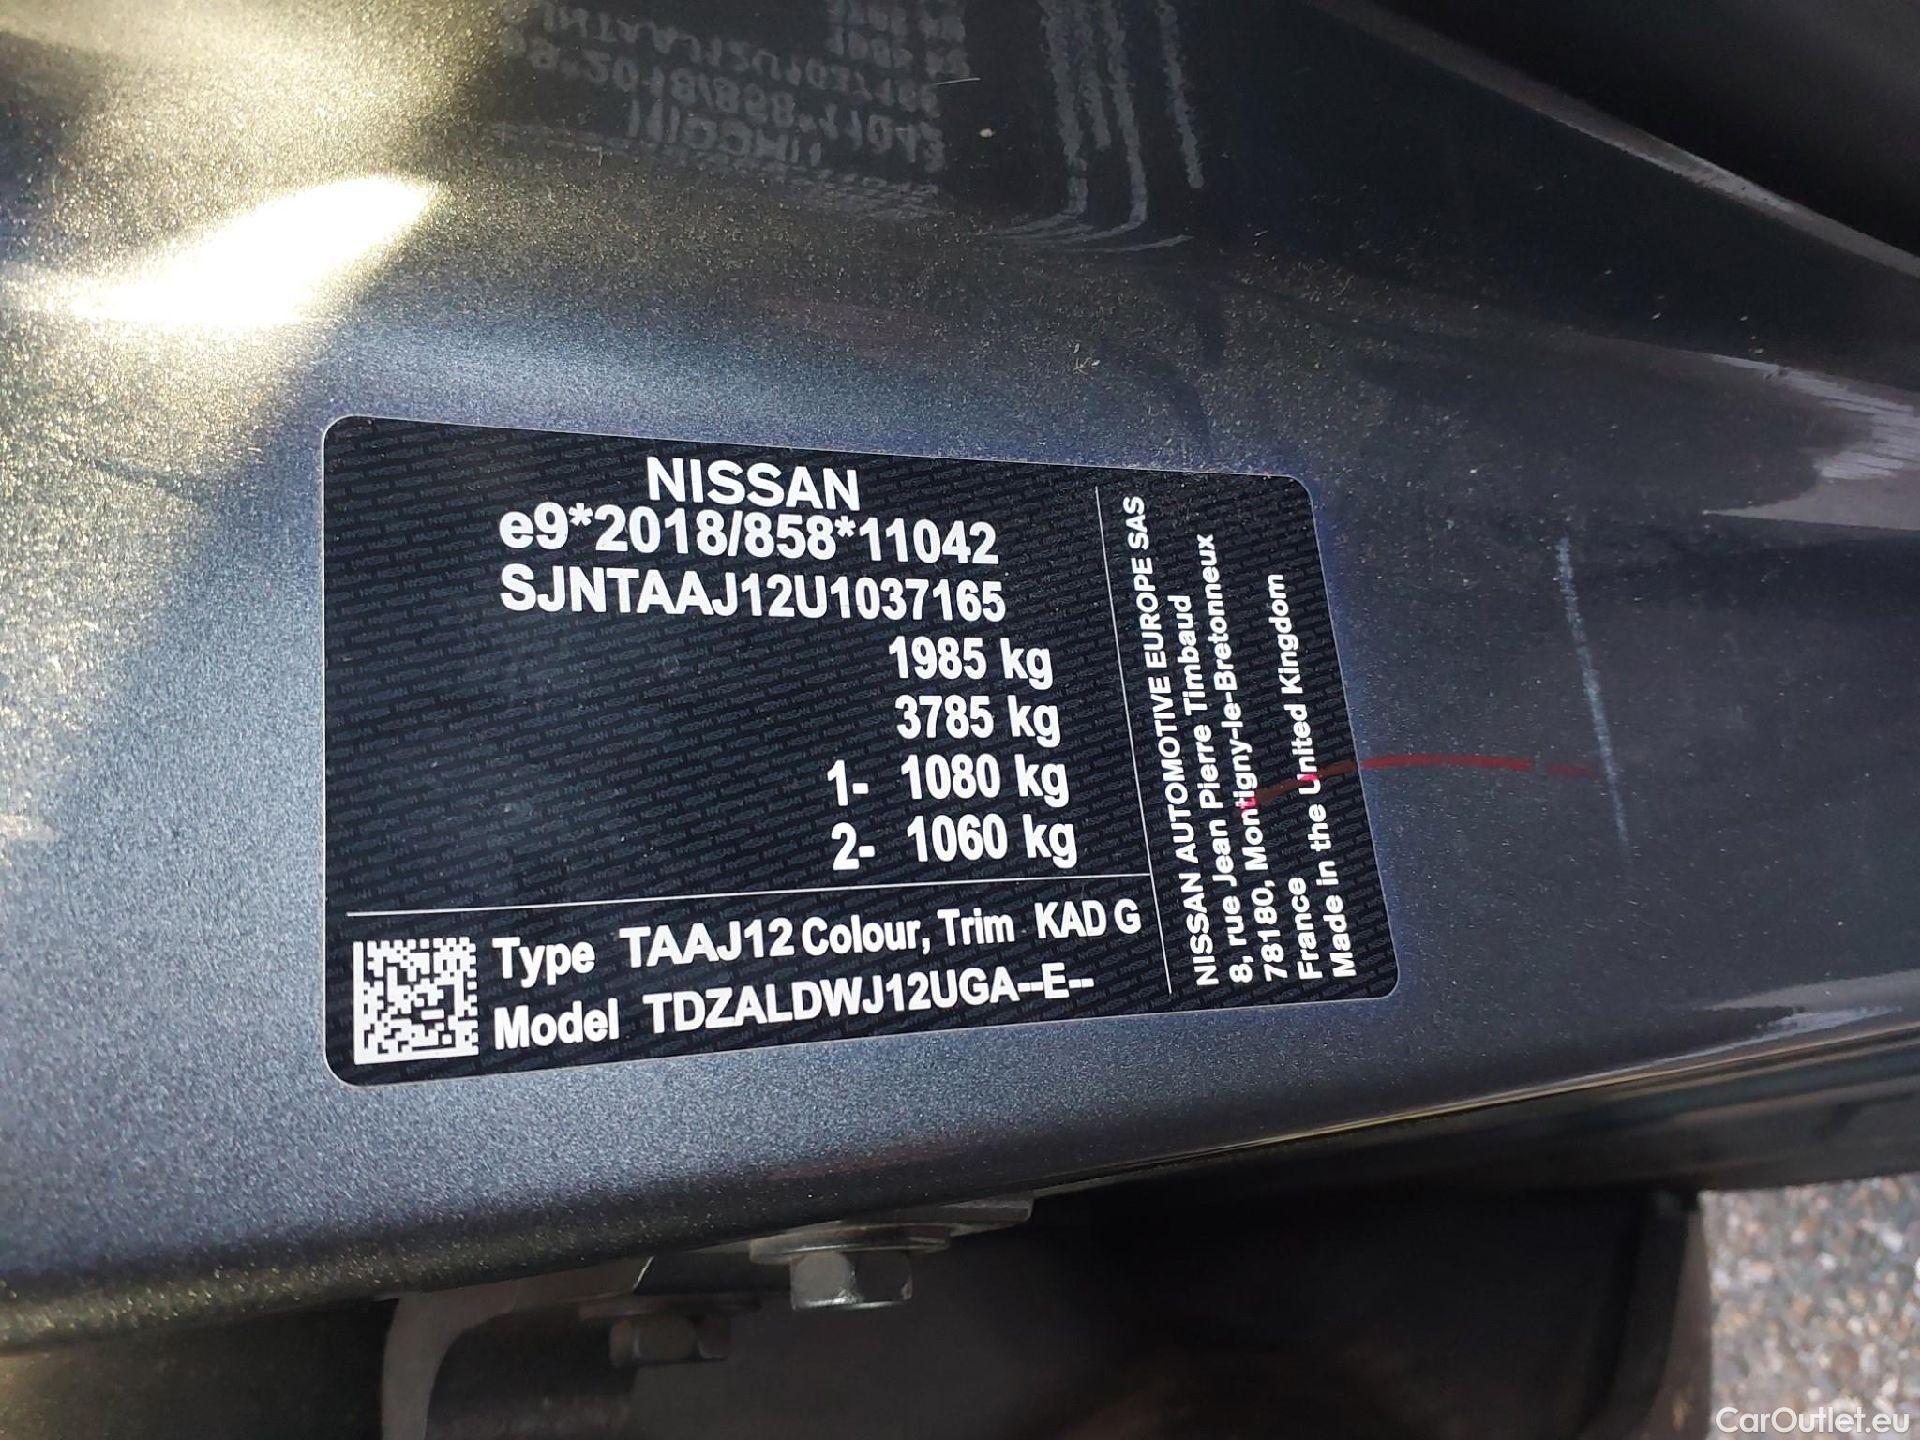 NISSAN
e9*2018/858*11042
SJNTAAJ12U1037165
1985 kg
3785 kg
1- 1080 kg
2- 1060 kg
Type TAAJ12 Colour, Trim KAD G
Model TDZALDWJ12UGA--E--
NISSAN AUTOMOTIVE EUROPE SAS
8, rue Jean Pierre Timbaud
78180, Montigny-le-Bretonneux
France
Made in the United Kingdom
CarOutlet.eu